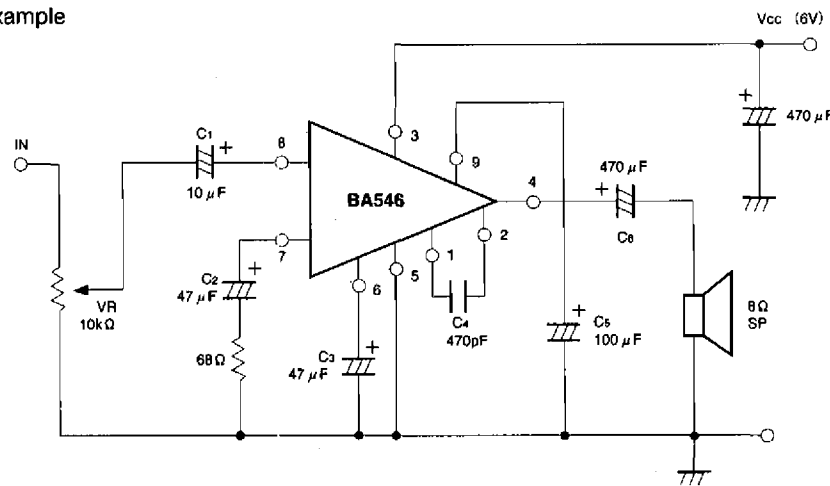 xample
Vcc (6V)
IN
C1
+
10 μF
8
3
9
BA546
4
470 μF
+
C6
+
470 μF
7
C2
+
47 μF
68Ω
VR
10kΩ
6
5
1
2
C3
+
47 μF
C4
470pF
C5
+
100 μF
8Ω
SP